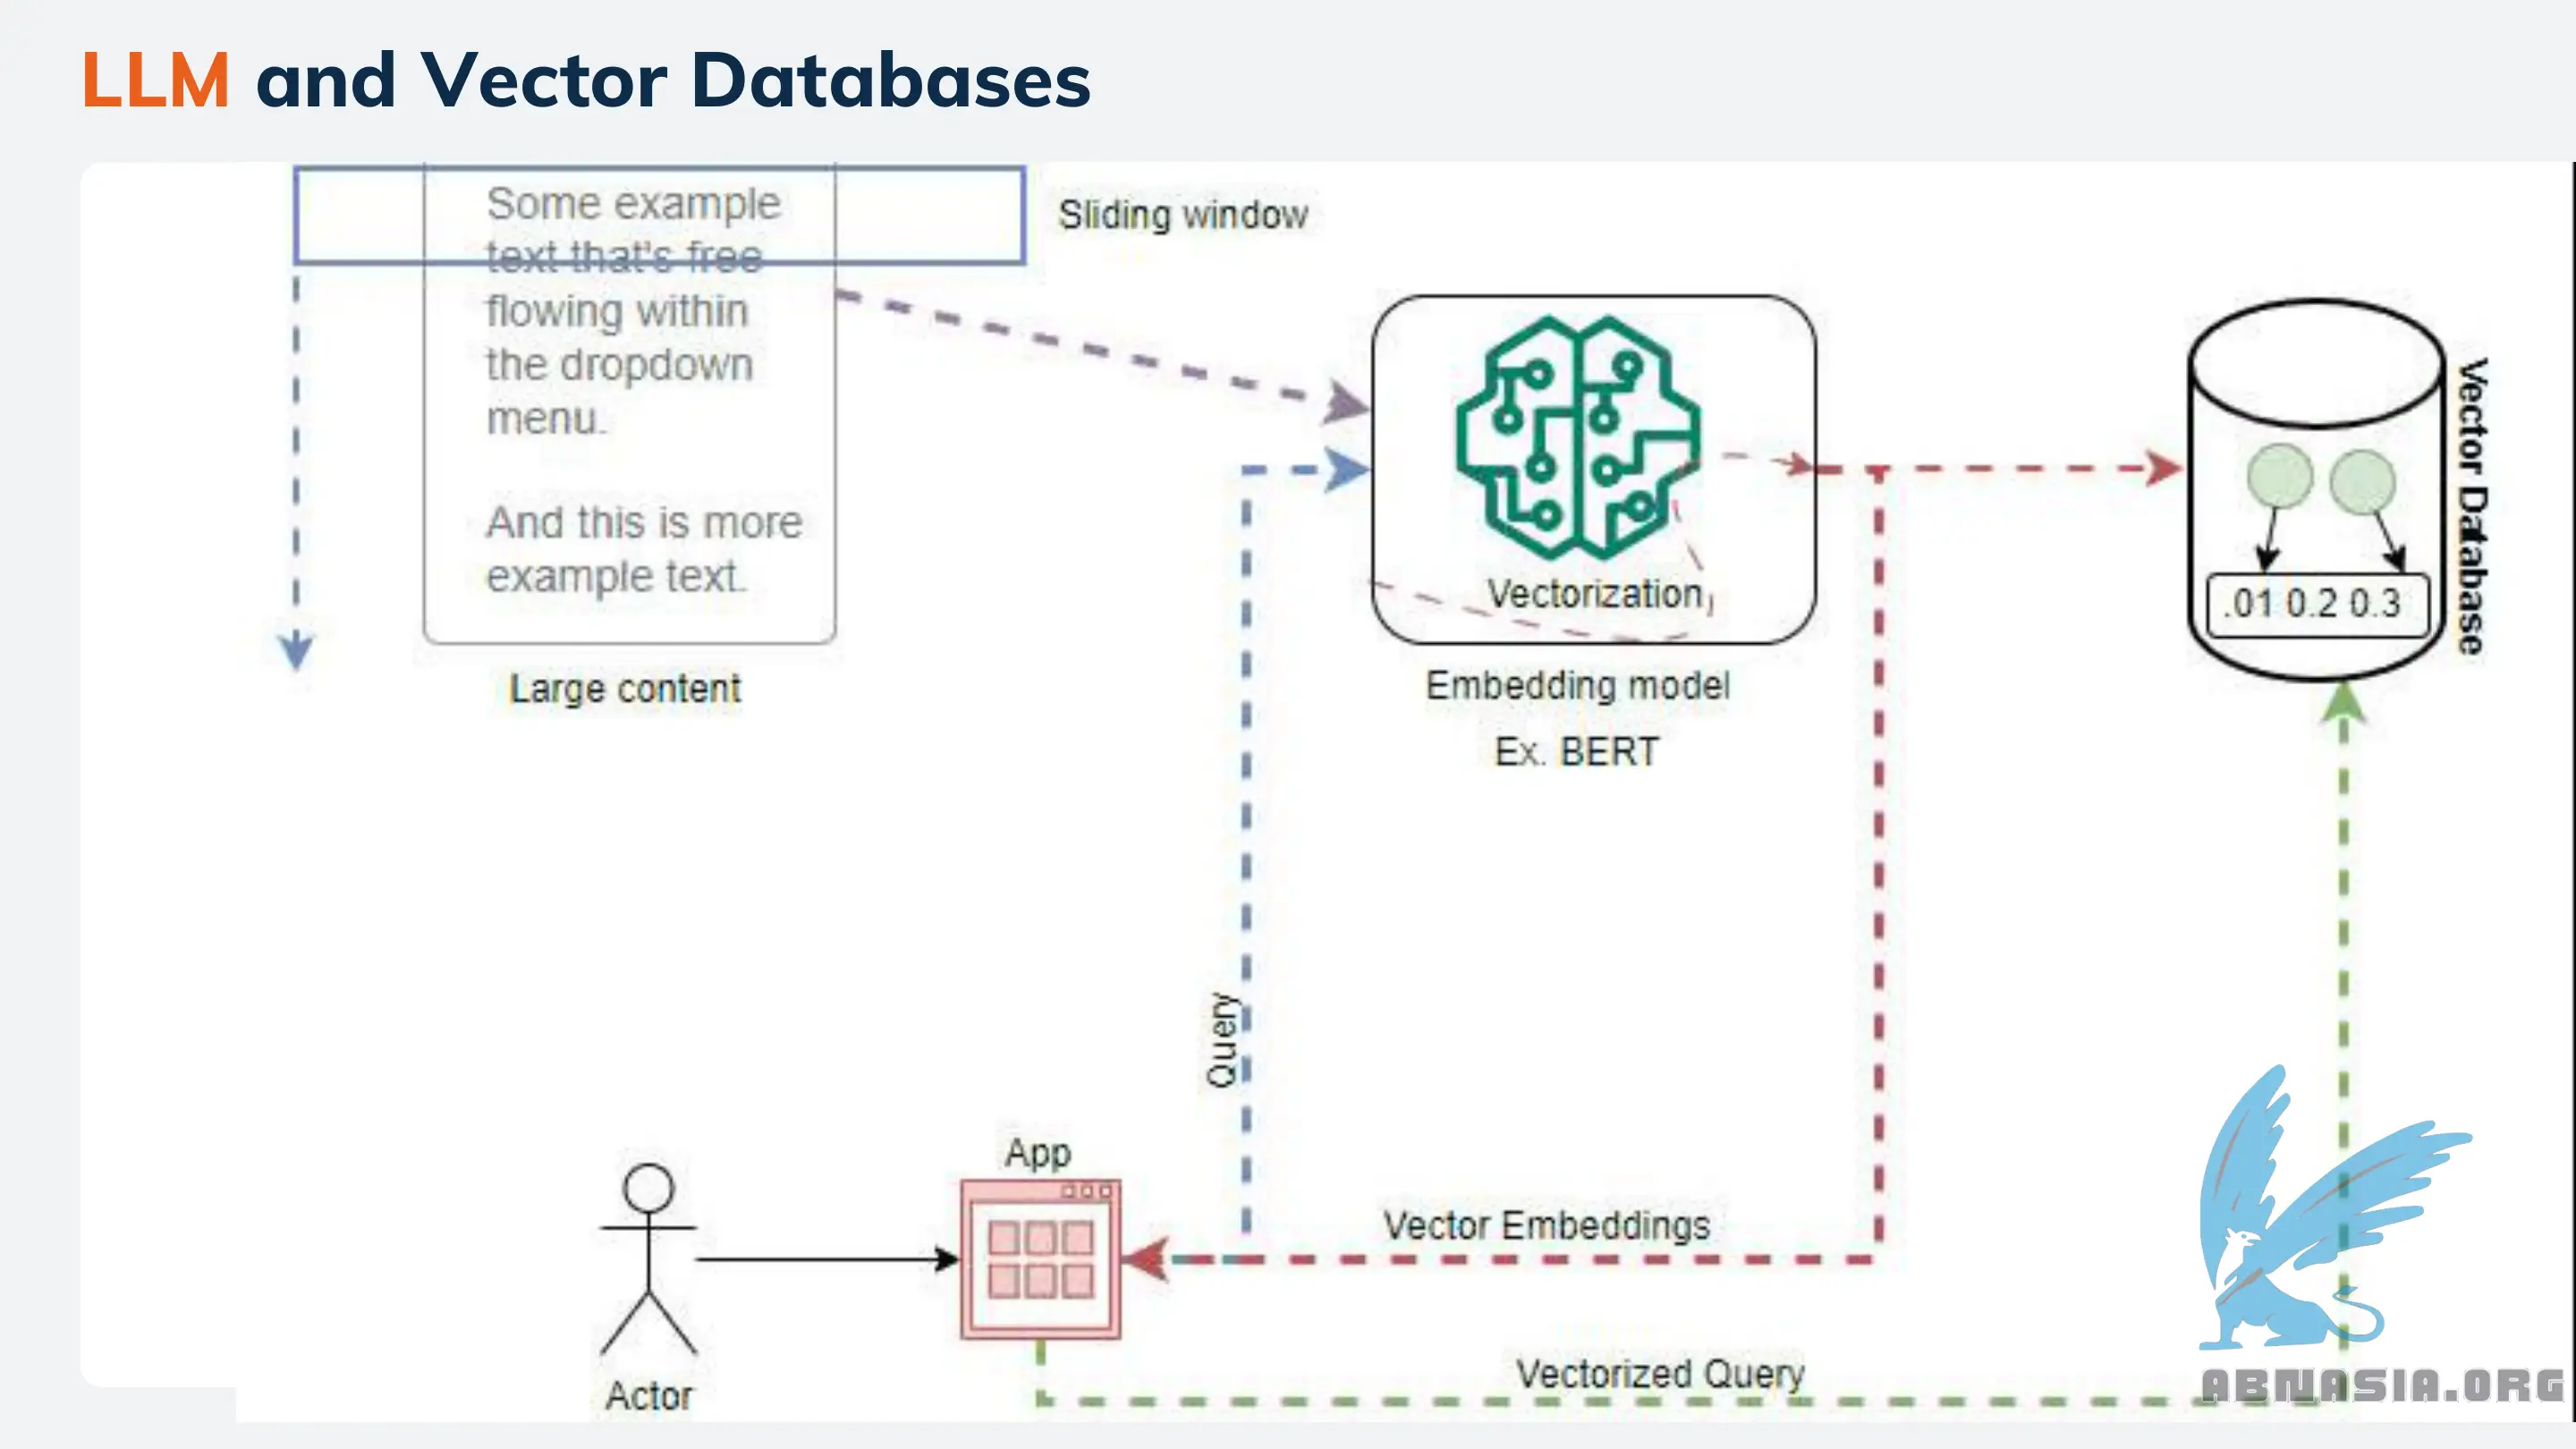 LLM and Vector Databases
Some example
text that's free
flowing within
the dropdown
menu.
And this is more
example text.
Sliding window
Large content
Vectorization
Embedding model
Ex. BERT
.01 0.2 0.3
Vector Database
Query
App
Actor
Vector Embeddings
Vectorized Query
ABNASIA.ORG